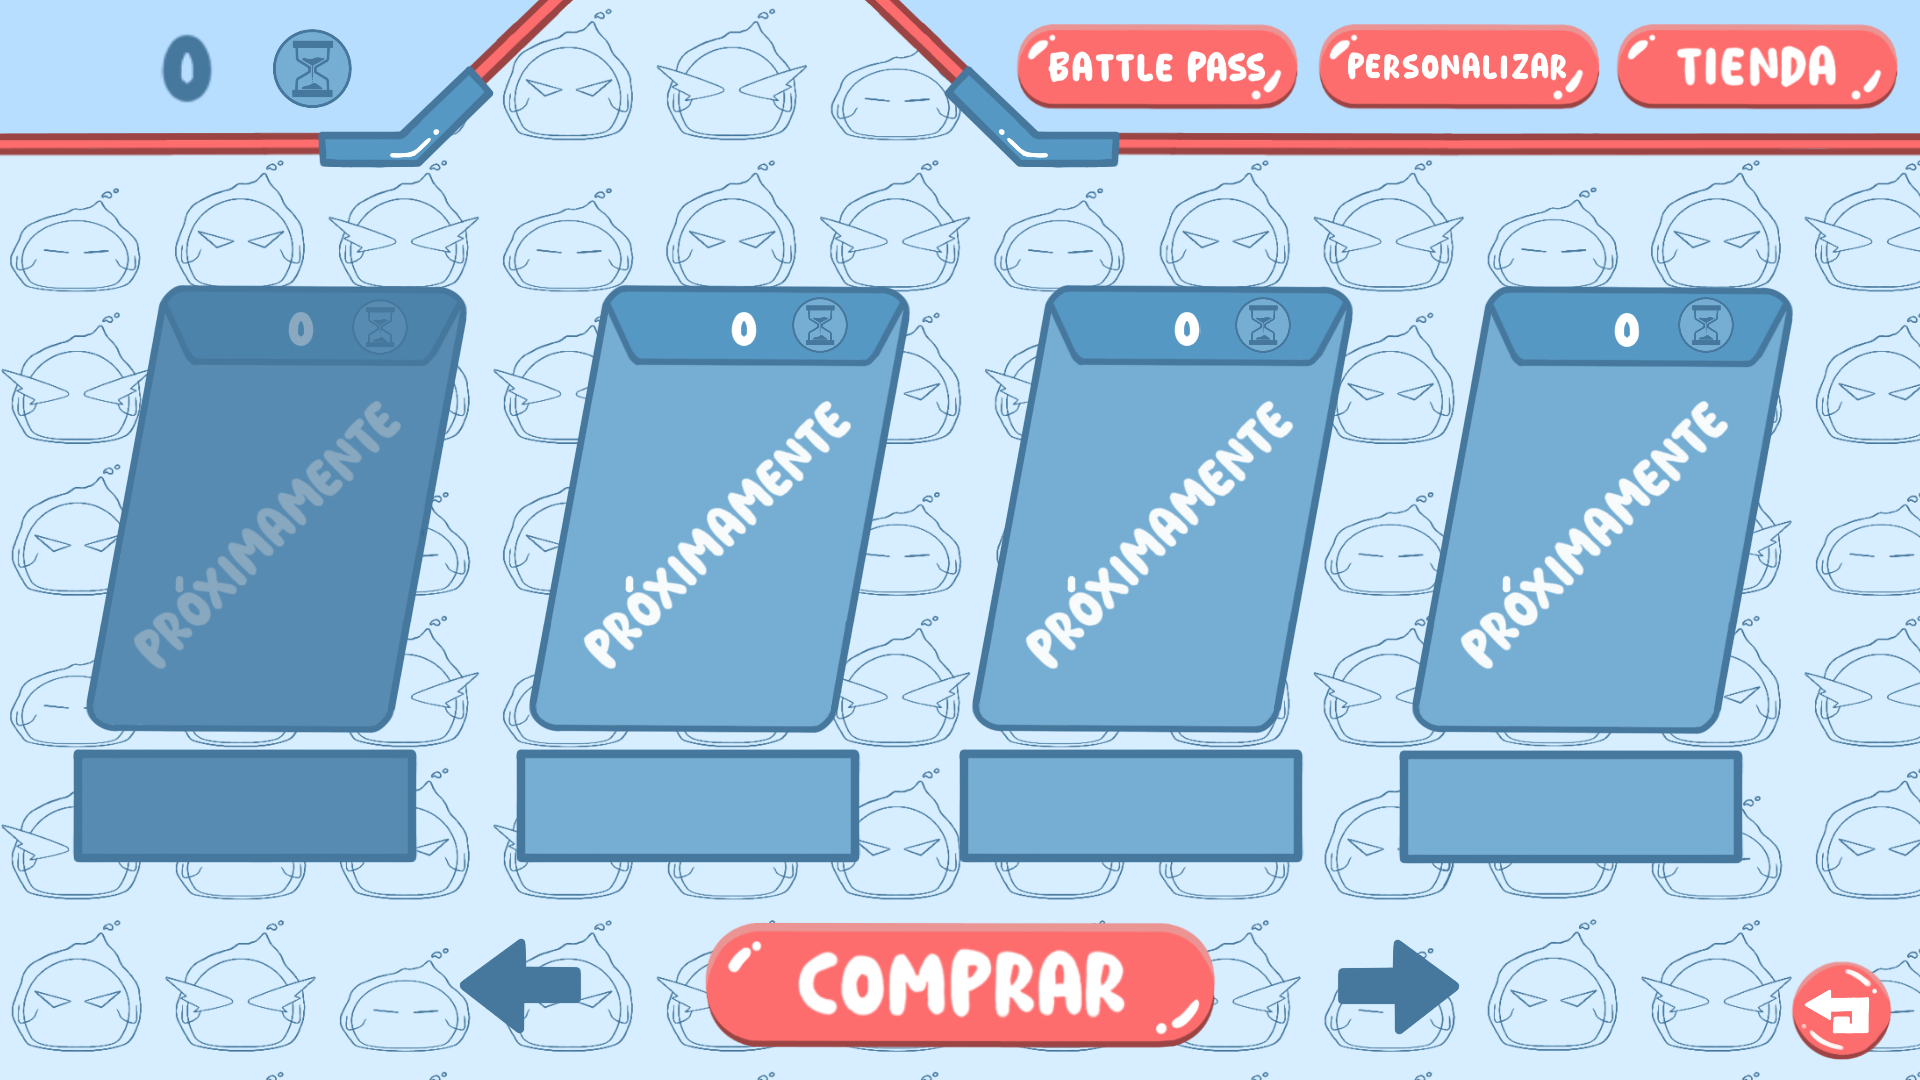 0
BATTLE PASS
PERSONALIZAR
TIENDA
0
0
0
0
PRÓXIMAMENTE
PRÓXIMAMENTE
PRÓXIMAMENTE
PRÓXIMAMENTE
COMPRAR